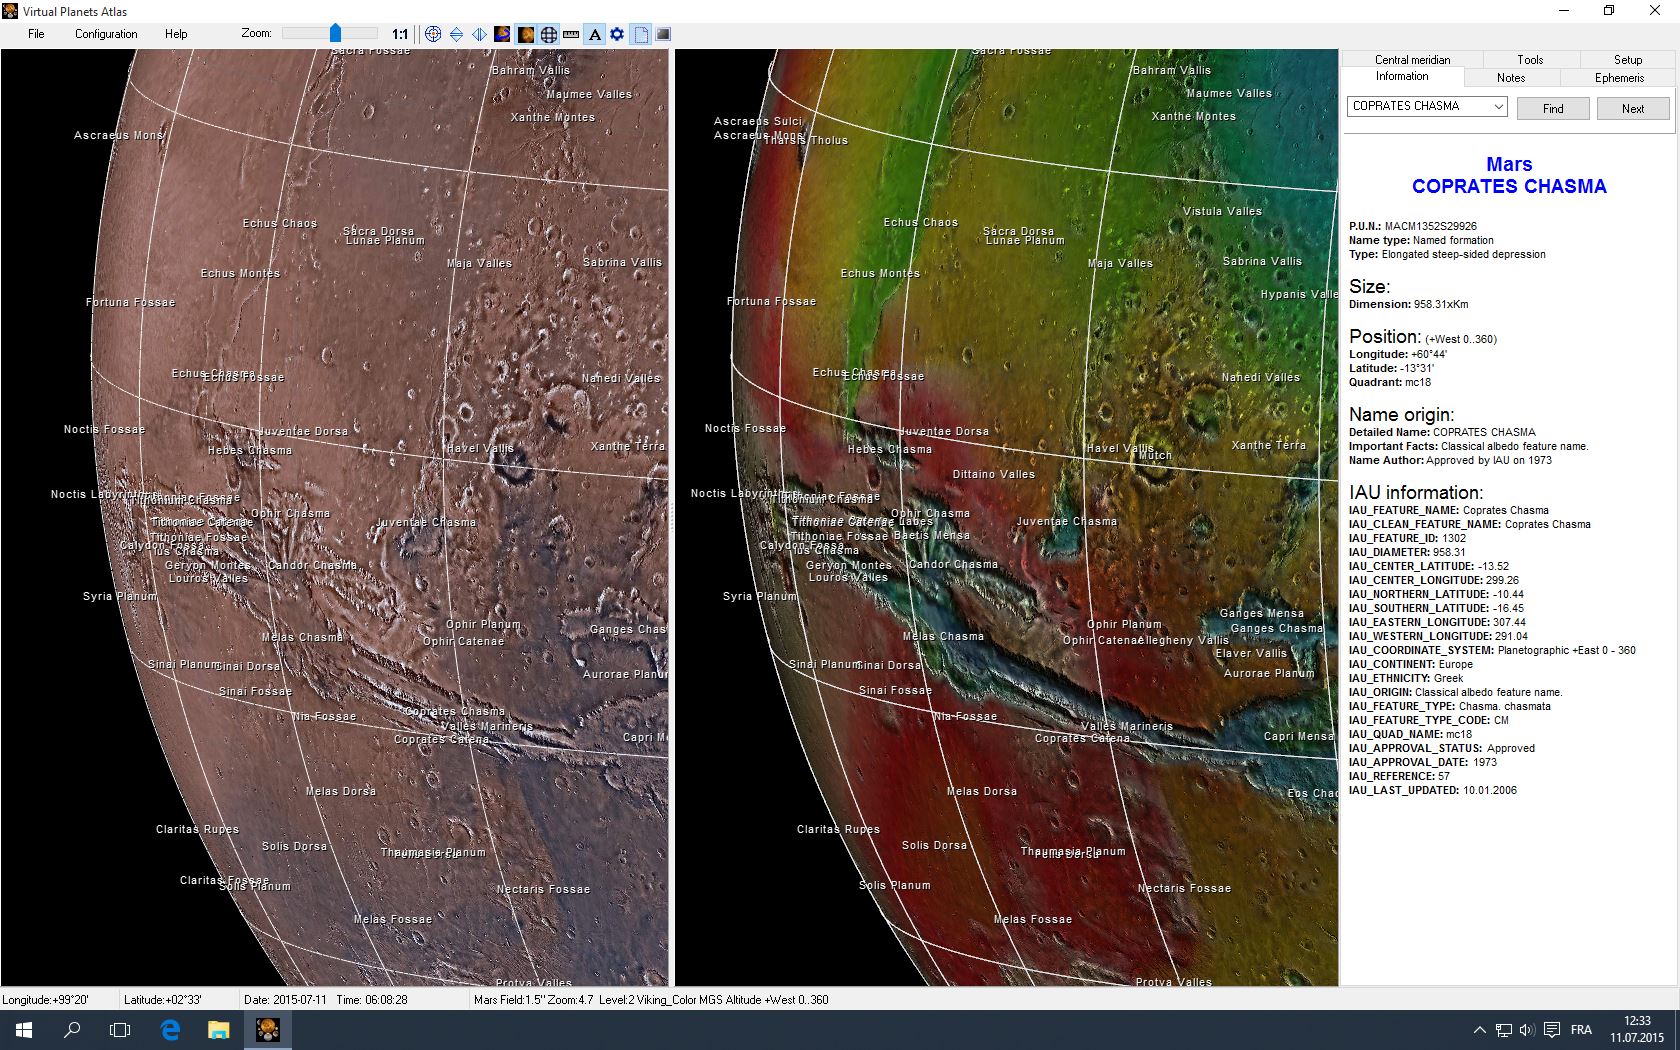 Virtual Planets Atlas
File Configuration Help Zoom: 1:1 A
Sacra Fossae
Bahram Vallis
Maumee Valles
Xanthe Montes
Ascraeus Mons
Echus Chaos
Sacra Dorsa
Lunae Planum
Maja Valles
Sabrina Vallis
Echus Montes
Fortuna Fossae
Echus Chasma
Echus Fossae
Nanedi Valles
Noctis Fossae
Juventae Dorsa
Hebes Chasma
Havel Vallis
Xanthe Terra
Noctis Labyrinthus
Tithoniae Fossae
Tithonium Chasma
Ophir Chasma
Tithoniae Catenae
Juventae Chasma
Tithoniae Fossae
Calydon Fossa
Ius Chasma
Geryon Montes
Candor Chasma
Louros Valles
Syria Planum
Ophir Planum
Ganges Chas
Melas Chasma
Ophir Catenae
Sinai Planum
Sinai Dorsa
Aurorae Planu
Sinai Fossae
Coprates Chasma
Nia Fossae
Valles Marineris
Coprates Catena
Capri Me
Melas Dorsa
Claritas Rupes
Solis Dorsa
Thaumasia Planum
Felis Dorsa
Claritas Fossae
Solis Planum
Nectaris Fossae
Melas Fossae
Protva Valles
Sacra Fossae
Bahram Vallis
Maumee Valles
Xanthe Montes
Ascraeus Sulci
Ascraeus Mons
Tharsis Tholus
Vistula Valles
Echus Chaos
Sacra Dorsa
Lunae Planum
Maja Valles
Sabrina Vallis
Echus Montes
Hypanis Valle
Fortuna Fossae
Echus Chasma
Echus Fossae
Nanedi Valles
Noctis Fossae
Juventae Dorsa
Hebes Chasma
Havel Vallis
Mutch
Xanthe Terra
Dittaino Valles
Noctis Labyrinthus
Tithoniae Fossae
Tithonium Chasma
Ophir Chasma
Tithoniae Catenae
Labes
Juventae Chasma
Tithoniae Fossae
Baetis Mensa
Calydon Fossa
Ius Chasma
Geryon Montes
Candor Chasma
Louros Valles
Syria Planum
Ganges Mensa
Ophir Planum
Ganges Chasma
Melas Chasma
Ophir Catenae
Allegheny Vallis
Elaver Vallis
Sinai Planum
Sinai Dorsa
Aurorae Planum
Sinai Fossae
Nia Fossae
Valles Marineris
Coprates Catena
Capri Mensa
Melas Dorsa
Eos Chao
Claritas Rupes
Solis Dorsa
Thaumasia Planum
Felis Dorsa
Solis Planum
Nectaris Fossae
Melas Fossae
Protva Valles
Central meridian Tools Setup
Information Notes Ephemeris
COPRATES CHASMA Find Next
Mars
COPRATES CHASMA
P.U.N.: MACM1352S29926
Name type: Named formation
Type: Elongated steep-sided depression
Size:
Dimension: 958.31xKm
Position: (+West 0..360)
Longitude: +60°44'
Latitude: -13°31'
Quadrant: mc18
Name origin:
Detailed Name: COPRATES CHASMA
Important Facts: Classical albedo feature name.
Name Author: Approved by IAU on 1973
IAU information:
IAU_FEATURE_NAME: Coprates Chasma
IAU_CLEAN_FEATURE_NAME: Coprates Chasma
IAU_FEATURE_ID: 1302
IAU_DIAMETER: 958.31
IAU_CENTER_LATITUDE: -13.52
IAU_CENTER_LONGITUDE: 299.26
IAU_NORTHERN_LATITUDE: -10.44
IAU_SOUTHERN_LATITUDE: -16.45
IAU_EASTERN_LONGITUDE: 307.44
IAU_WESTERN_LONGITUDE: 291.04
IAU_COORDINATE_SYSTEM: Planetographic +East 0 - 360
IAU_CONTINENT: Europe
IAU_ETHNICITY: Greek
IAU_ORIGIN: Classical albedo feature name.
IAU_FEATURE_TYPE: Chasma. chasmata
IAU_FEATURE_TYPE_CODE: CM
IAU_QUAD_NAME: mc18
IAU_APPROVAL_STATUS: Approved
IAU_APPROVAL_DATE: 1973
IAU_REFERENCE: 57
IAU_LAST_UPDATED: 10.01.2006
Longitude:+99°20' Latitude:+02°33' Date: 2015-07-11 Time: 06:08:28 Mars Field:1.5" Zoom:4.7 Level:2 Viking_Color MGS Altitude +West 0..360
FRA 12:33
11.07.2015